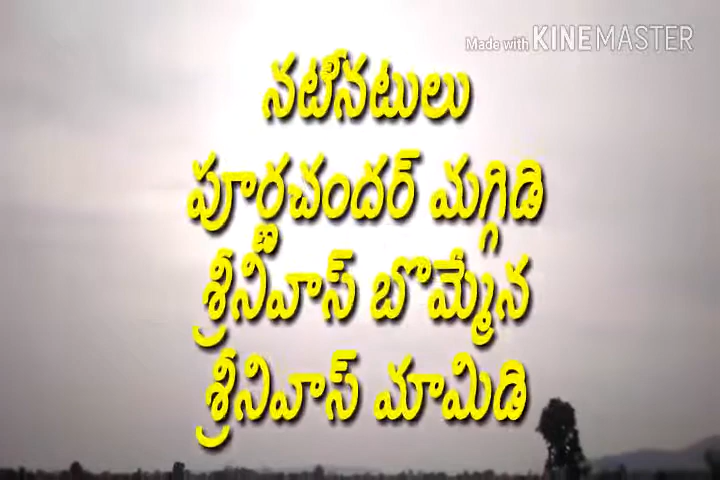 Made with KINEMASTER
నటీనటులు
పూర్ణచందర్ మగ్గిడి
శ్రీనివాస్ బొమ్మేన
శ్రీనివాస్ మామిడి